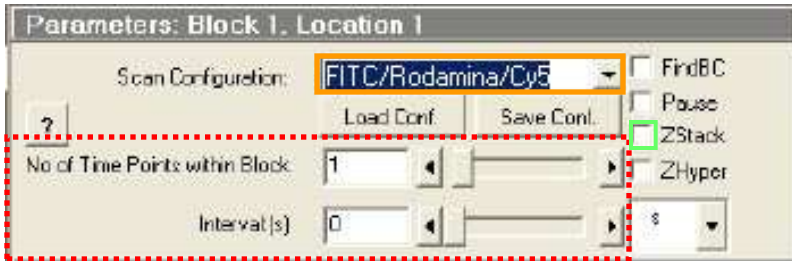 Parameters: Block 1, Location 1
Scan Configuration: FITC/Rodamina/Cy5 FindBC
Load Conf. Save Conf. Pause
? ZStack
No of Time Points within Block: 1 ZHyper
Interval(s) 0 s